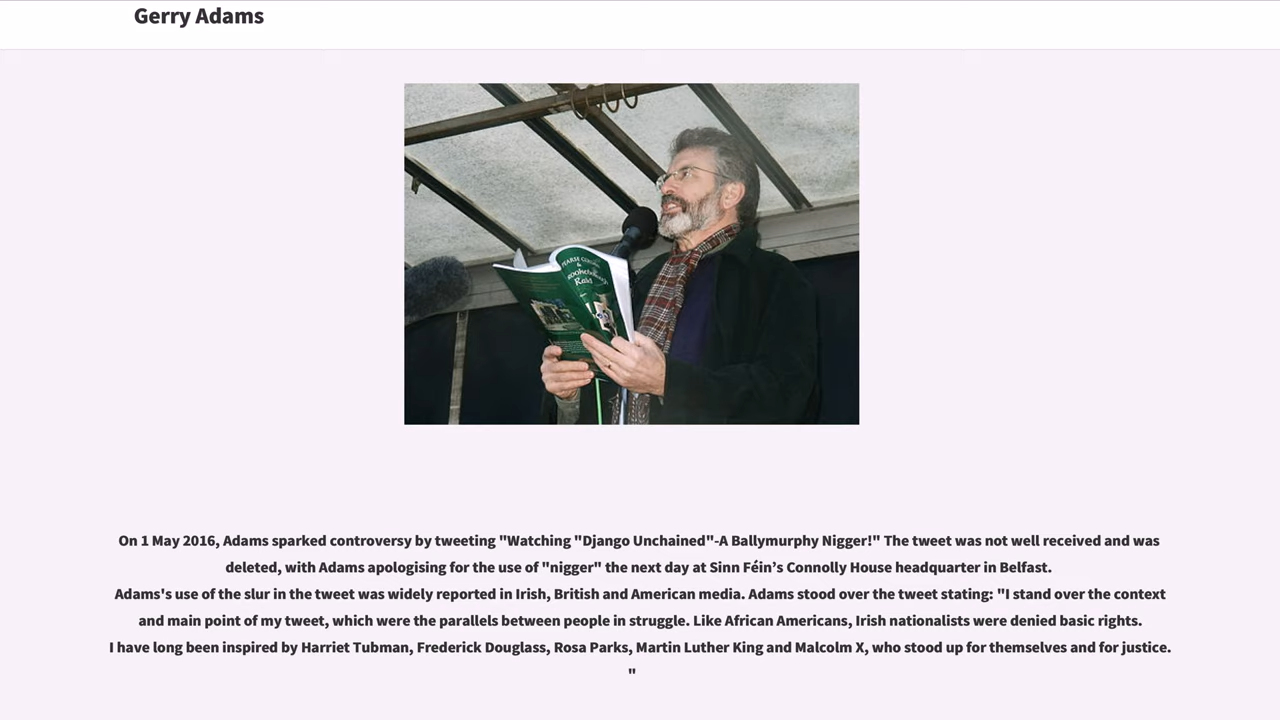 Gerry Adams
PEARSE COLUMN
&
Raid
On 1 May 2016, Adams sparked controversy by tweeting "Watching "Django Unchained"-A Ballymurphy Nigger!" The tweet was not well received and was
deleted, with Adams apologising for the use of "nigger" the next day at Sinn Féin’s Connolly House headquarter in Belfast.
Adams's use of the slur in the tweet was widely reported in Irish, British and American media. Adams stood over the tweet stating: "I stand over the context
and main point of my tweet, which were the parallels between people in struggle. Like African Americans, Irish nationalists were denied basic rights.
I have long been inspired by Harriet Tubman, Frederick Douglass, Rosa Parks, Martin Luther King and Malcolm X, who stood up for themselves and for justice.
"